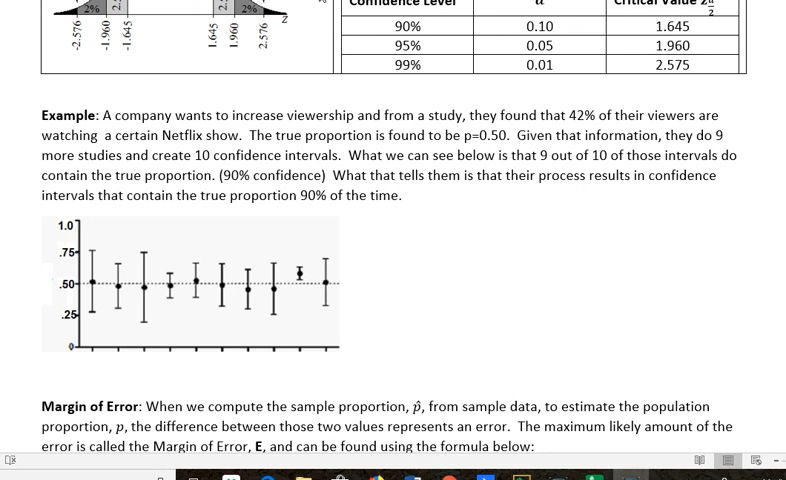 2% 2% z
-2.576 -1.960 -1.645 1.645 1.960 2.576
Confidence Level α Critical Value
90% 0.10 1.645
95% 0.05 1.960
99% 0.01 2.575
Example: A company wants to increase viewership and from a study, they found that 42% of their viewers are
watching a certain Netflix show. The true proportion is found to be p=0.50. Given that information, they do 9
more studies and create 10 confidence intervals. What we can see below is that 9 out of 10 of those intervals do
contain the true proportion. (90% confidence) What that tells them is that their process results in confidence
intervals that contain the true proportion 90% of the time.
1.0
.75
.50
.25
0
Margin of Error: When we compute the sample proportion, p̂, from sample data, to estimate the population
proportion, p, the difference between those two values represents an error. The maximum likely amount of the
error is called the Margin of Error, E, and can be found using the formula below: